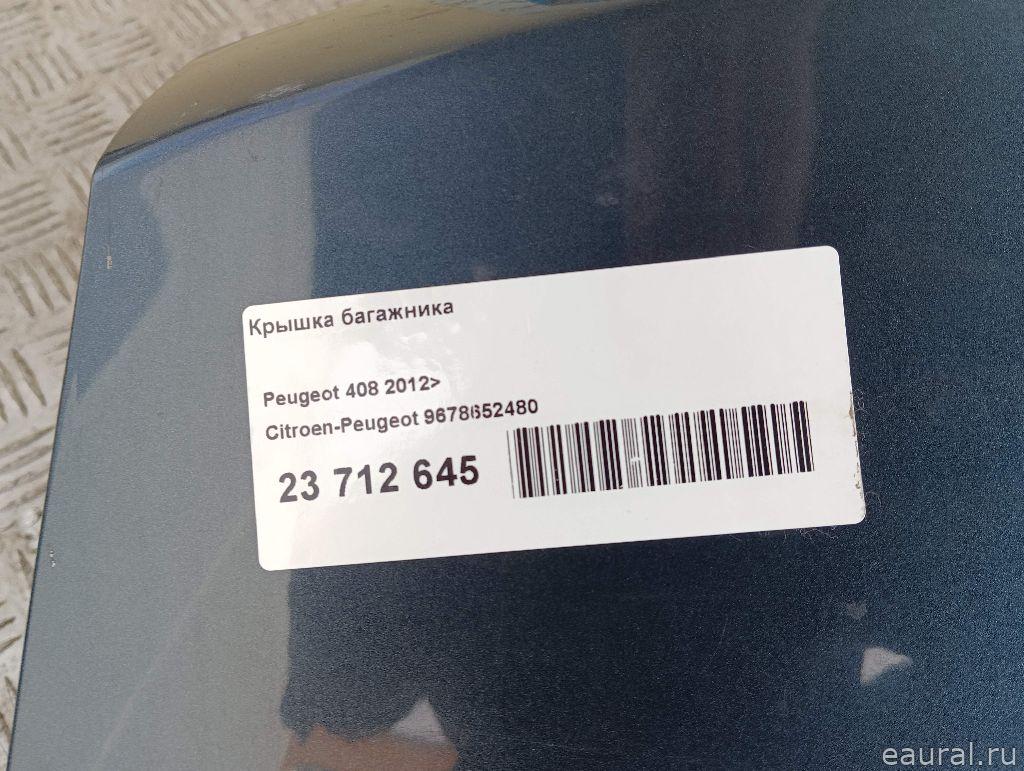 Крышка багажника
Peugeot 408 2012>
Citroen-Peugeot 9678652480
23 712 645
eaural.ru